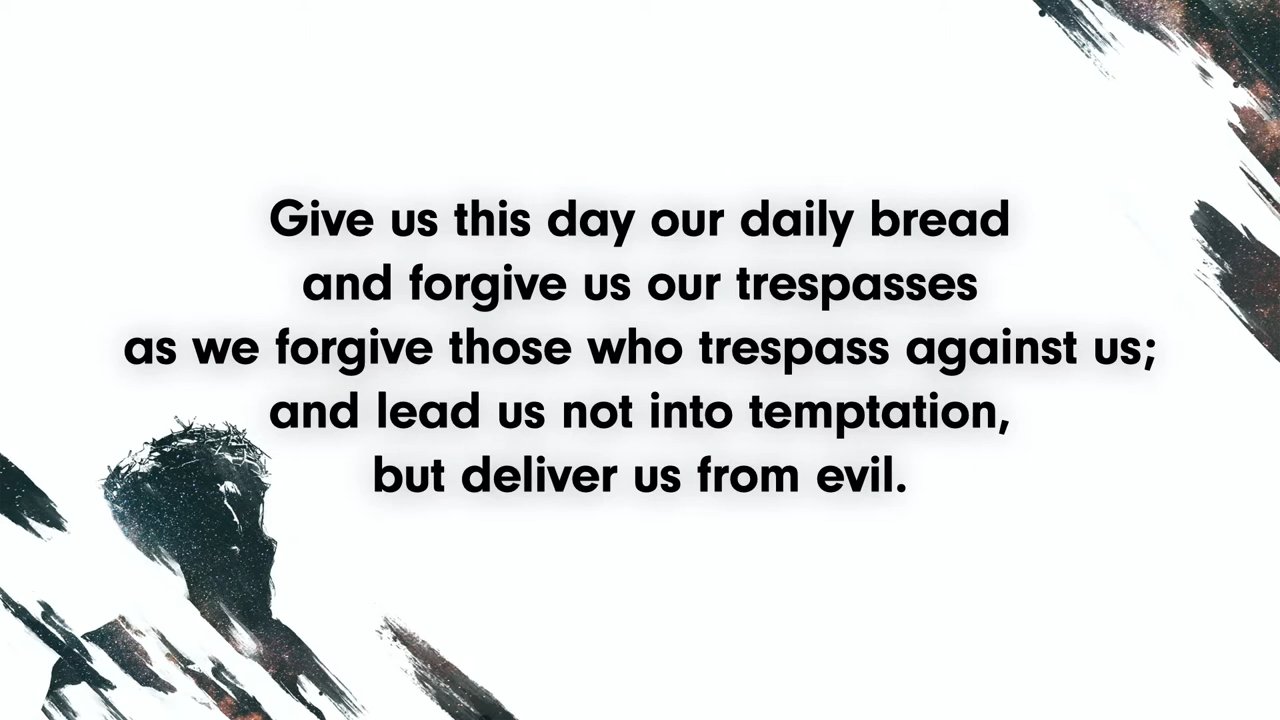 Give us this day our daily bread
and forgive us our trespasses
as we forgive those who trespass against us;
and lead us not into temptation,
but deliver us from evil.